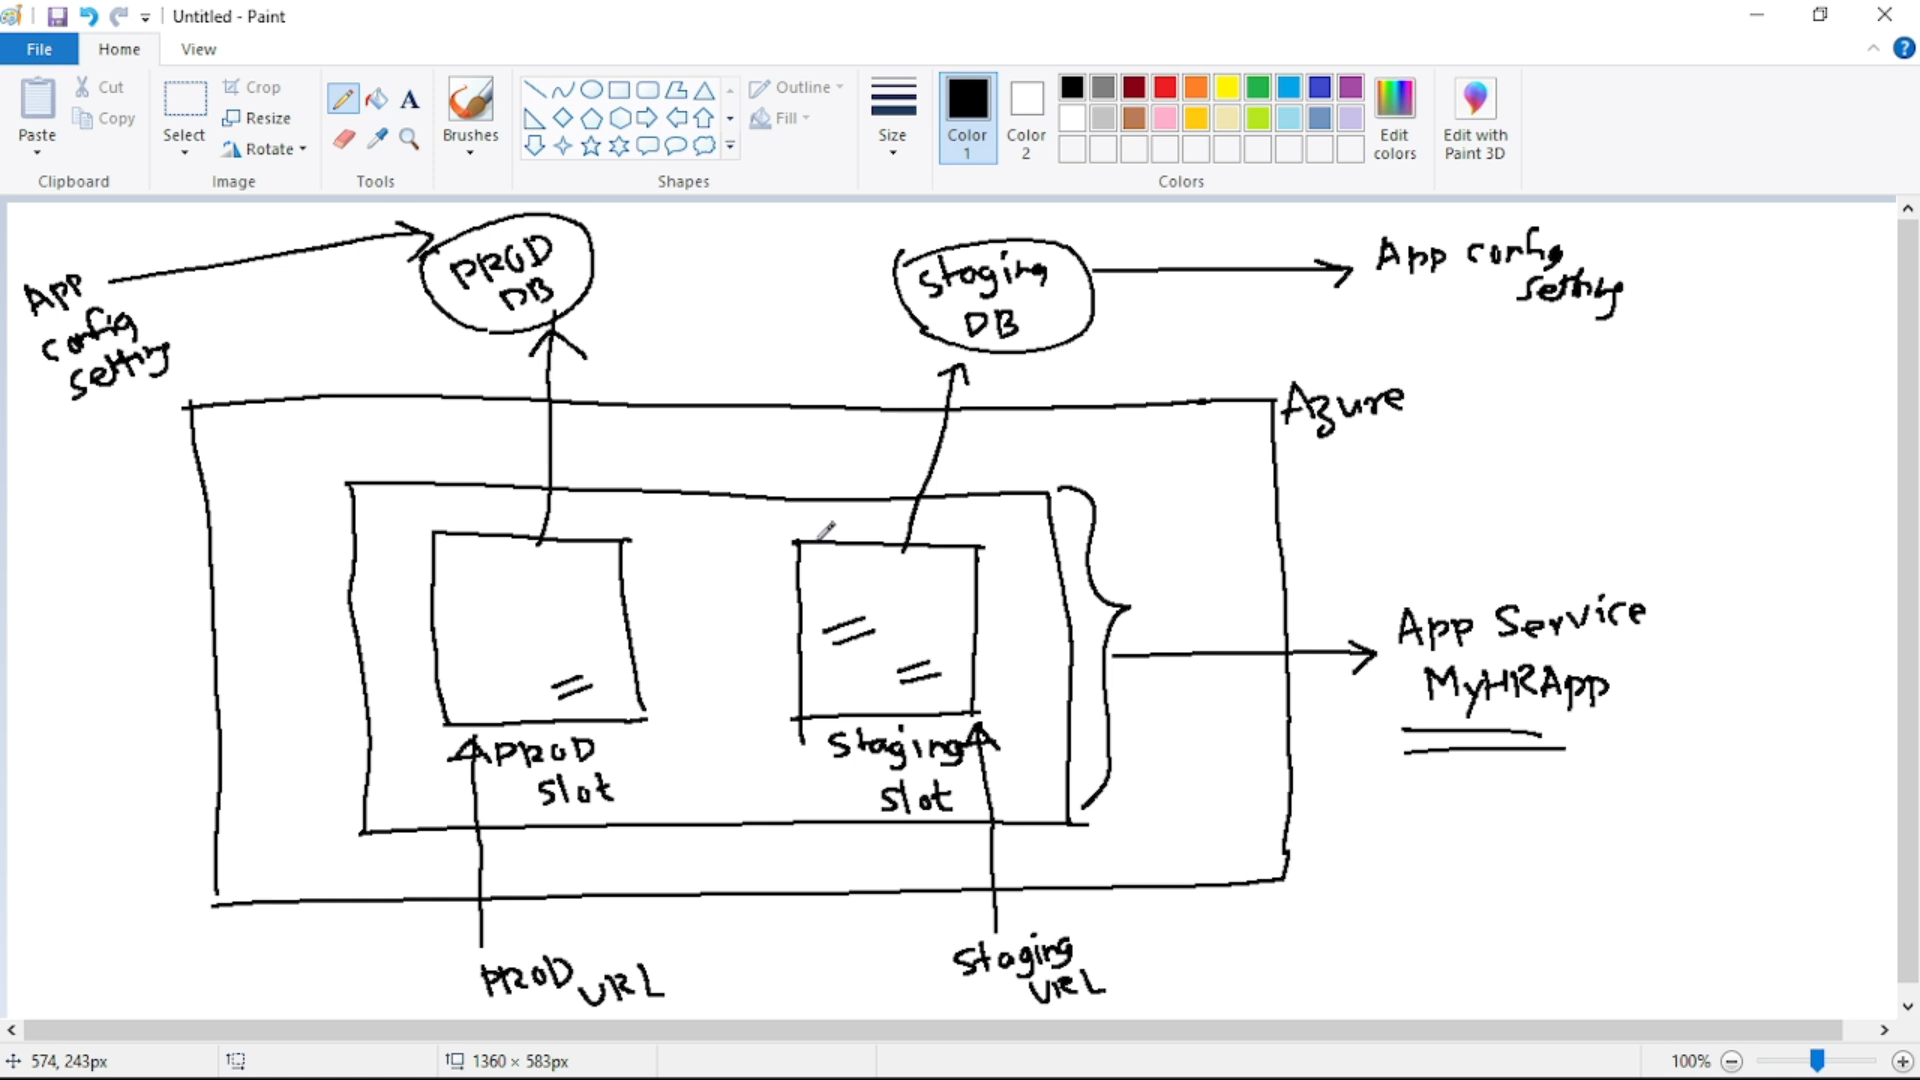 Untitled - Paint
File
Home
View
Paste
Cut
Copy
Clipboard
Select
Crop
Resize
Rotate
Image
Tools
Brushes
Shapes
Outline
Fill
Size
Color
1
Color
2
Colors
Edit
colors
Edit with
Paint 3D
App
config
setting
PROD
DB
Staging
DB
App config
setting
Azure
PROD
Slot
Staging
Slot
App Service
MyHRApp
PROD URL
Staging
URL
574, 243px
1360 × 583px
100%